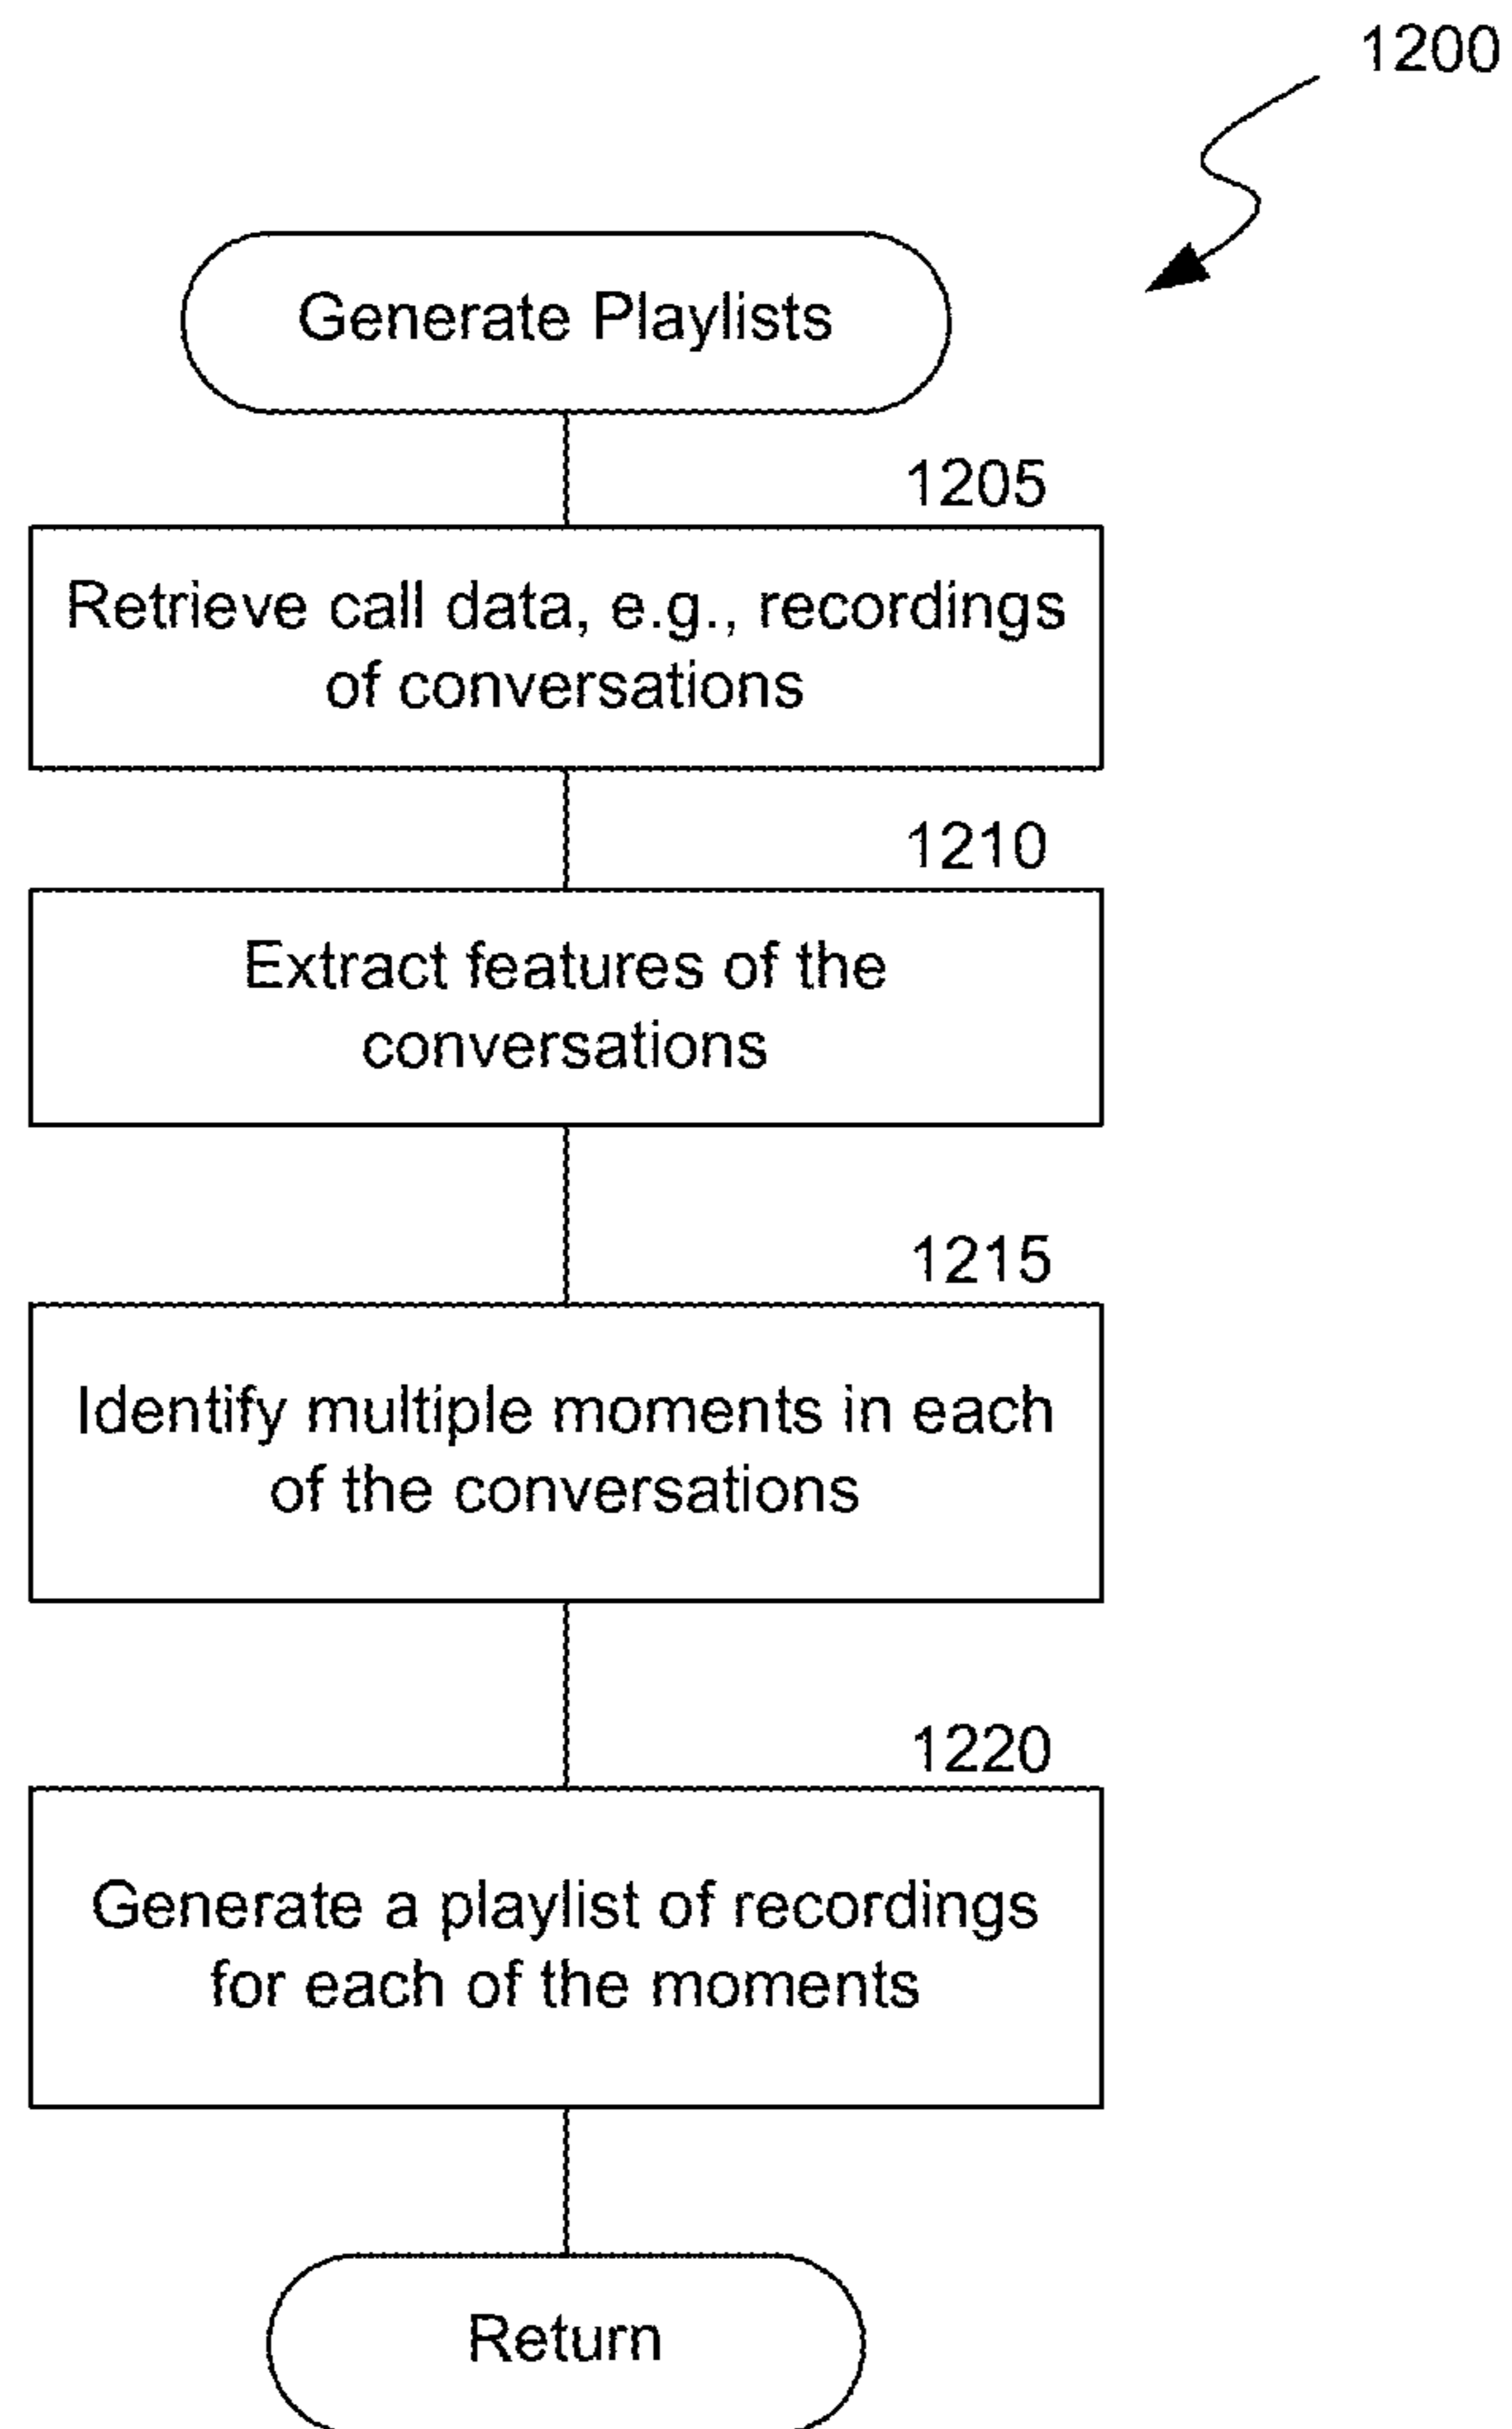 1200
Generate Playlists
1205
Retrieve call data, e.g., recordings
of conversations
1210
Extract features of the
conversations
1215
Identify multiple moments in each
of the conversations
1220
Generate a playlist of recordings
for each of the moments
Return